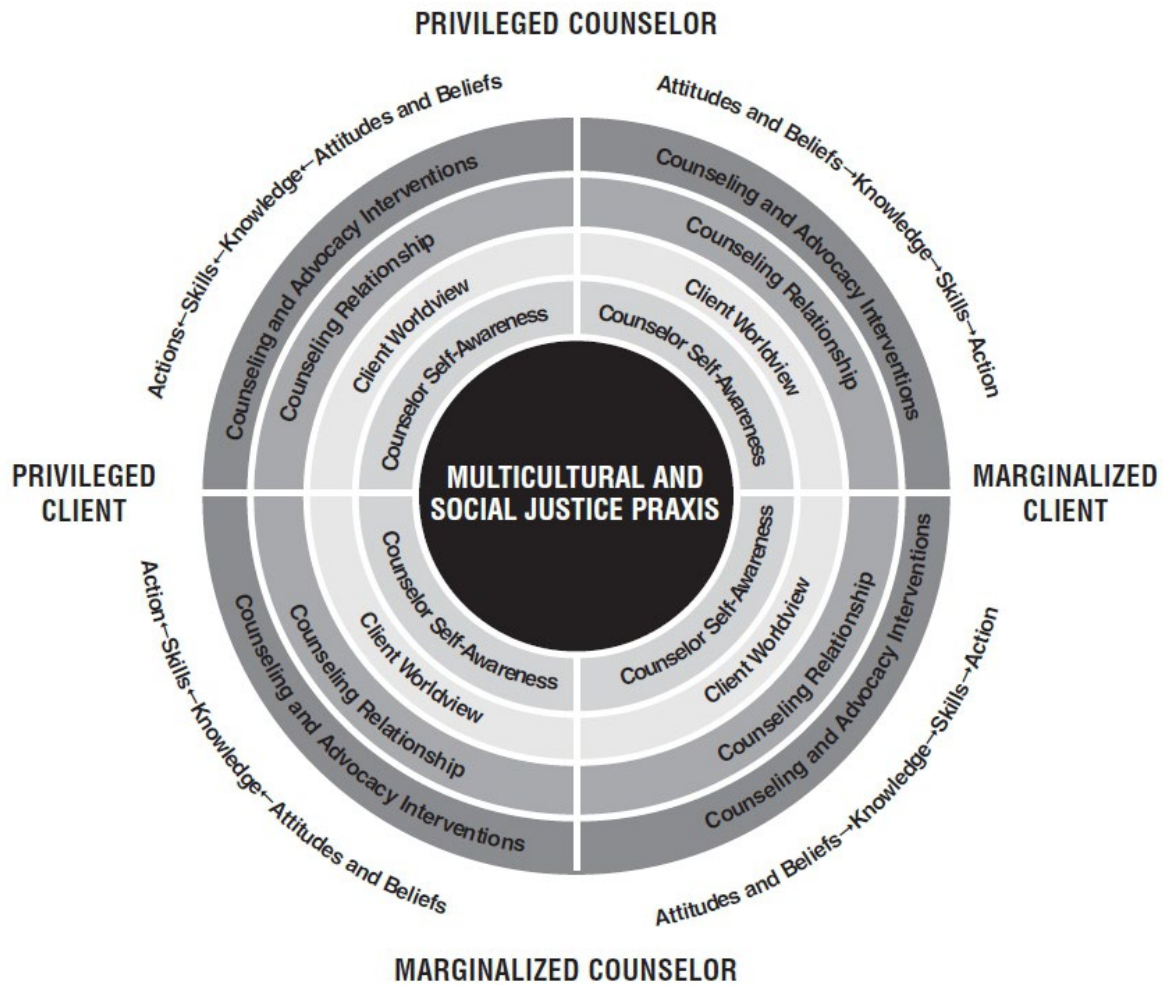 PRIVILEGED COUNSELOR
Actions←Skills←Knowledge←Attitudes and Beliefs
Attitudes and Beliefs→Knowledge→Skills→Action
Counseling and Advocacy Interventions
Counseling and Advocacy Interventions
Counseling Relationship
Counseling Relationship
Client Worldview
Client Worldview
Counselor Self-Awareness
Counselor Self-Awareness
PRIVILEGED
CLIENT
MULTICULTURAL AND
SOCIAL JUSTICE PRAXIS
MARGINALIZED
CLIENT
Counselor Self-Awareness
Counselor Self-Awareness
Client Worldview
Client Worldview
Counseling Relationship
Counseling Relationship
Counseling and Advocacy Interventions
Counseling and Advocacy Interventions
Action←Skills←Knowledge←Attitudes and Beliefs
Attitudes and Beliefs→Knowledge→Skills→Action
MARGINALIZED COUNSELOR